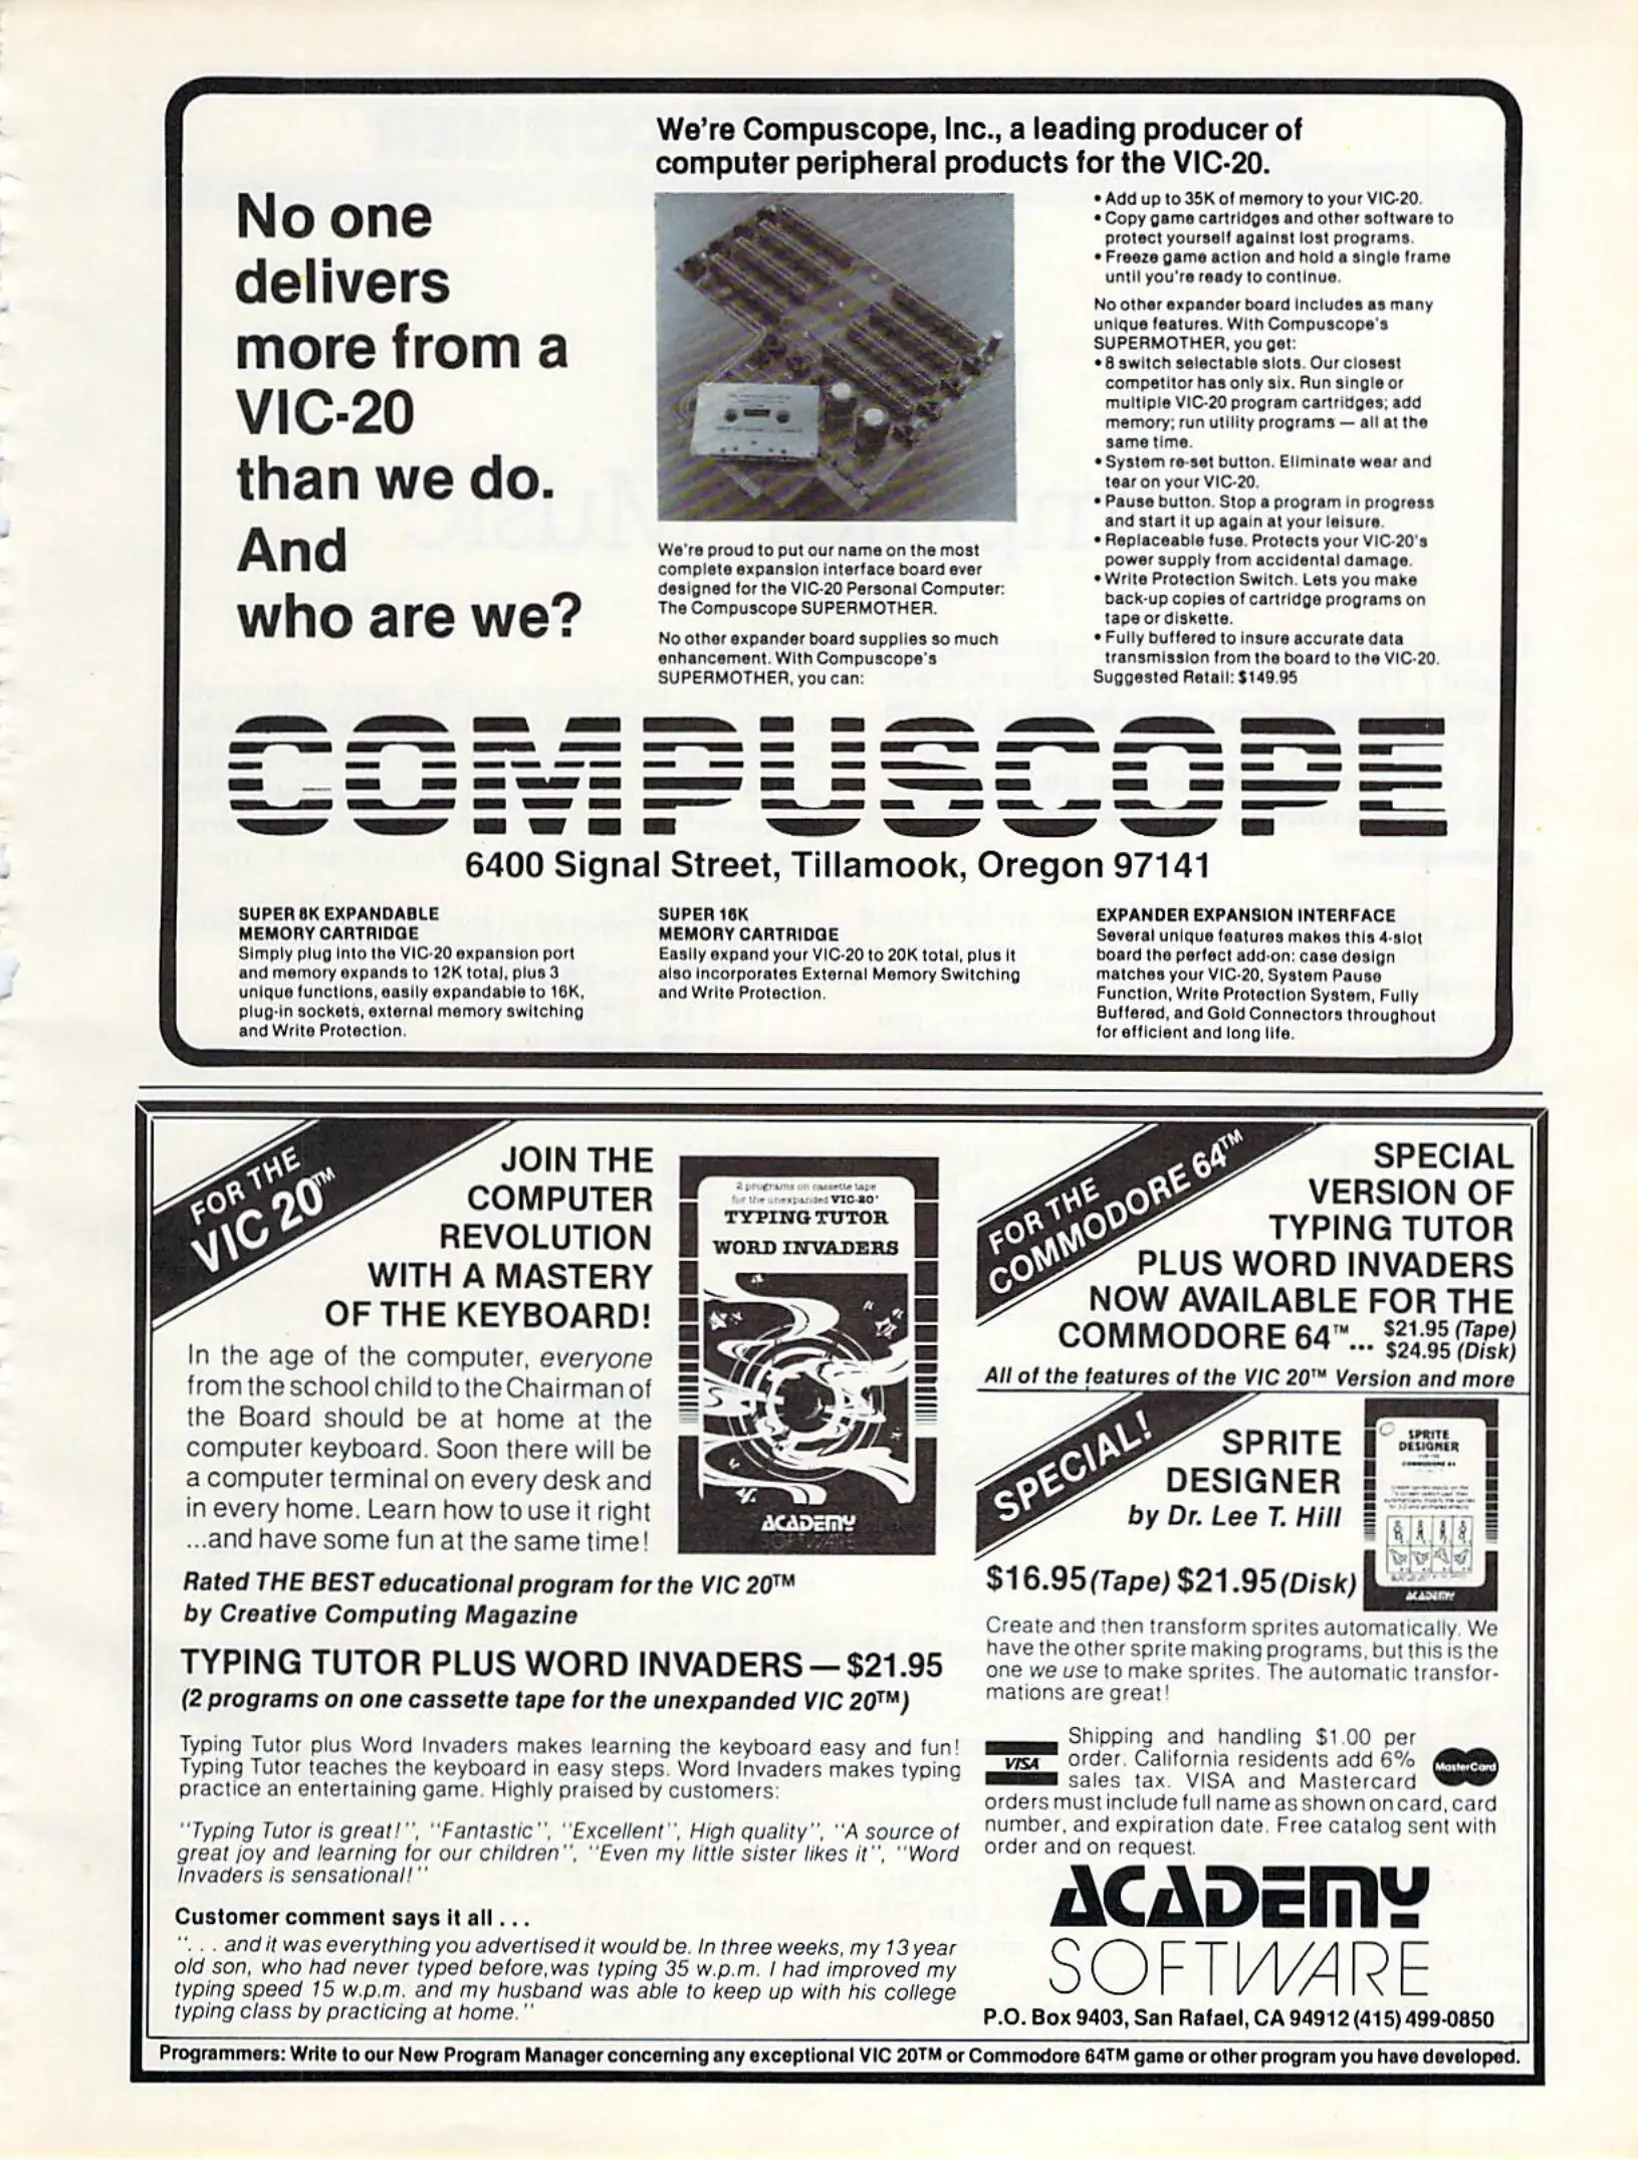 We're Compuscope, Inc., a leading producer of
computer peripheral products for the VIC-20.
No one
delivers
more from a
VIC-20
than we do.
And
who are we?
We're proud to put our name on the most
complete expansion interface board ever
designed for the VIC-20 Personal Computer:
The Compuscope SUPERMOTHER.
No other expander board supplies so much
enhancement. With Compuscope's
SUPERMOTHER, you can:
• Add up to 35K of memory to your VIC-20.
• Copy game cartridges and other software to
protect yourself against lost programs.
• Freeze game action and hold a single frame
until you're ready to continue.
No other expander board includes as many
unique features. With Compuscope's
SUPERMOTHER, you get:
• 8 switch selectable slots. Our closest
competitor has only six. Run single or
multiple VIC-20 program cartridges; add
memory; run utility programs — all at the
same time.
• System re-set button. Eliminate wear and
tear on your VIC-20.
• Pause button. Stop a program in progress
and start it up again at your leisure.
• Replaceable fuse. Protects your VIC-20's
power supply from accidental damage.
• Write Protection Switch. Lets you make
back-up copies of cartridge programs on
tape or diskette.
• Fully buffered to insure accurate data
transmission from the board to the VIC-20.
Suggested Retail: $149.95
COMPUSCOPE
6400 Signal Street, Tillamook, Oregon 97141
SUPER 8K EXPANDABLE
MEMORY CARTRIDGE
Simply plug into the VIC-20 expansion port
and memory expands to 12K total, plus 3
unique functions, easily expandable to 16K,
plug-in sockets, external memory switching
and Write Protection.
SUPER 16K
MEMORY CARTRIDGE
Easily expand your VIC-20 to 20K total, plus it
also incorporates External Memory Switching
and Write Protection.
EXPANDER EXPANSION INTERFACE
Several unique features makes this 4-slot
board the perfect add-on: case design
matches your VIC-20, System Pause
Function, Write Protection System, Fully
Buffered, and Gold Connectors throughout
for efficient and long life.
FOR THE
VIC 20™
JOIN THE
COMPUTER
REVOLUTION
WITH A MASTERY
OF THE KEYBOARD!
In the age of the computer, everyone
from the school child to the Chairman of
the Board should be at home at the
computer keyboard. Soon there will be
a computer terminal on every desk and
in every home. Learn how to use it right
...and have some fun at the same time!
2 programs on cassette tape
for the unexpanded VIC-20*
TYPING TUTOR
WORD INVADERS
ACADEMY
SOFTWARE
Rated THE BEST educational program for the VIC 20™
by Creative Computing Magazine
TYPING TUTOR PLUS WORD INVADERS — $21.95
(2 programs on one cassette tape for the unexpanded VIC 20™)
Typing Tutor plus Word Invaders makes learning the keyboard easy and fun!
Typing Tutor teaches the keyboard in easy steps. Word Invaders makes typing
practice an entertaining game. Highly praised by customers:
"Typing Tutor is great!", "Fantastic", "Excellent", High quality", "A source of
great joy and learning for our children", "Even my little sister likes it", "Word
Invaders is sensational!"
Customer comment says it all . . .
". . . and it was everything you advertised it would be. In three weeks, my 13 year
old son, who had never typed before, was typing 35 w.p.m. I had improved my
typing speed 15 w.p.m. and my husband was able to keep up with his college
typing class by practicing at home."
FOR THE
COMMODORE 64™
SPECIAL
VERSION OF
TYPING TUTOR
PLUS WORD INVADERS
NOW AVAILABLE FOR THE
COMMODORE 64™... $21.95 (Tape)
$24.95 (Disk)
All of the features of the VIC 20™ Version and more
SPECIAL!
SPRITE
DESIGNER
by Dr. Lee T. Hill
$16.95 (Tape) $21.95 (Disk)
SPRITE
DESIGNER
COMMODORE 64
ACADEMY
Create and then transform sprites automatically. We
have the other sprite making programs, but this is the
one we use to make sprites. The automatic transfor-
mations are great!
VISA
MasterCard
Shipping and handling $1.00 per
order. California residents add 6%
sales tax. VISA and Mastercard
orders must include full name as shown on card, card
number, and expiration date. Free catalog sent with
order and on request.
ACADEMY
SOFTWARE
P.O. Box 9403, San Rafael, CA 94912 (415) 499-0850
Programmers: Write to our New Program Manager concerning any exceptional VIC 20TM or Commodore 64TM game or other program you have developed.